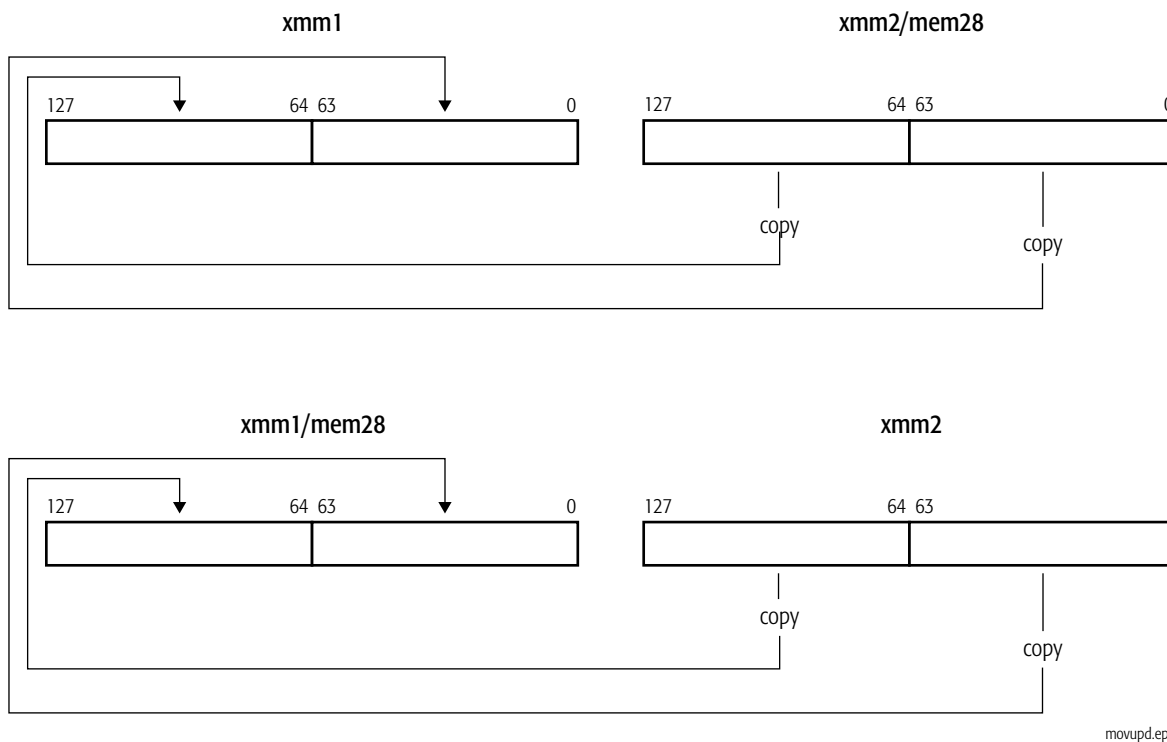 xmm1 xmm2/mem28
127 64 63 0 127 64 63 0
copy
copy
xmm1/mem28 xmm2
127 64 63 0 127 64 63
copy
copy
movupd.ep